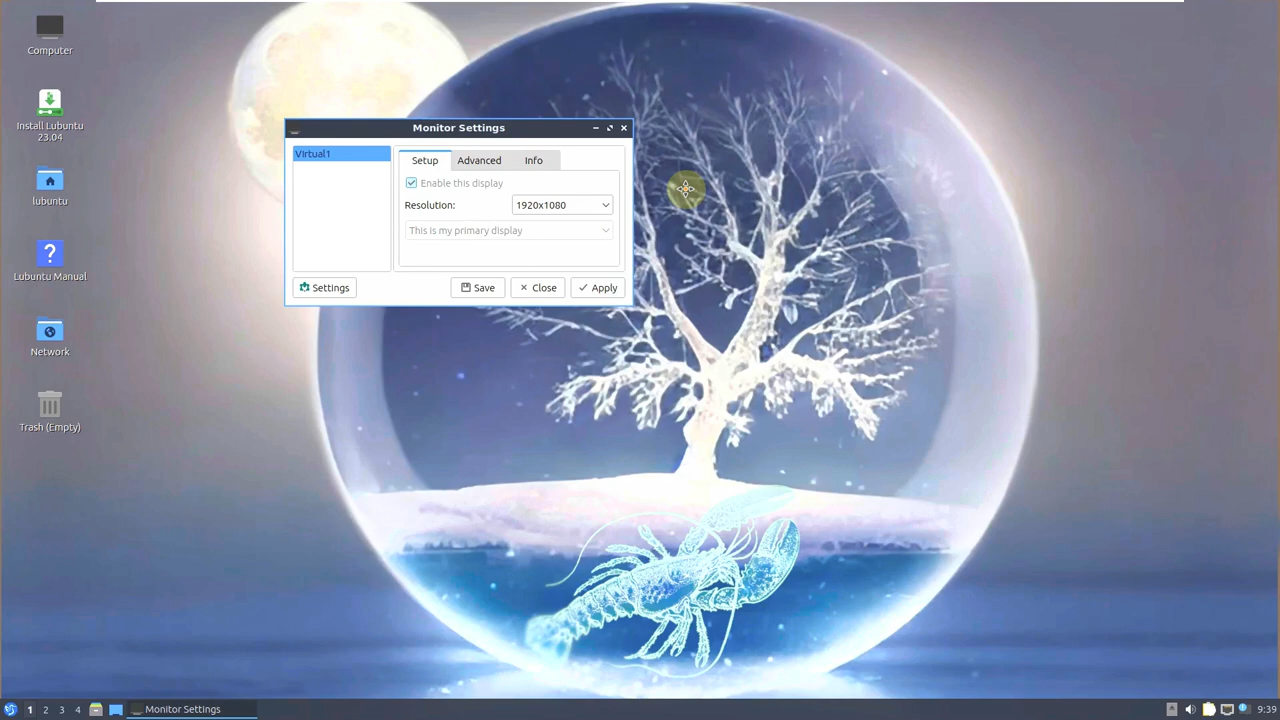 Computer
Install Lubuntu
23.04
lubuntu
?
Lubuntu Manual
Network
Trash (Empty)
Monitor Settings
Virtual1
Setup Advanced Info
Enable this display
Resolution: 1920x1080
This is my primary display
Settings Save Close Apply
1 2 3 4 Monitor Settings 9:39